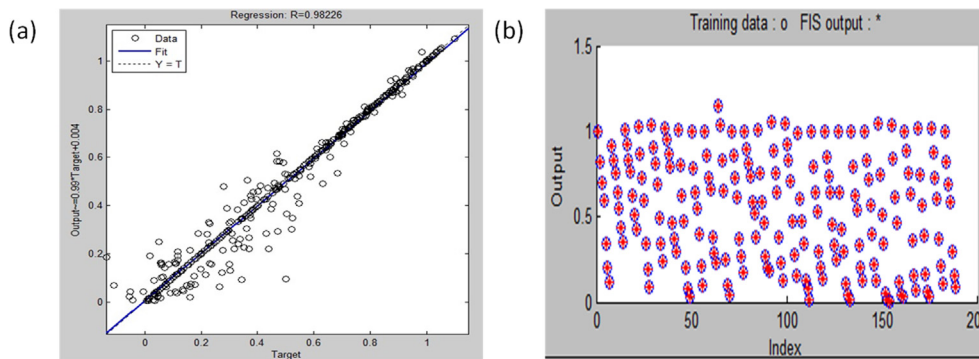 (a)
Regression: R=0.98226
Data
Fit
Y = T
Output~=0.99*Target+0.004
1
0.8
0.6
0.4
0.2
0
0
0.2
0.4
0.6
0.8
1
Target
(b)
Training data : o FIS output : *
1.5
1
0.5
0
Output
0
50
100
150
200
Index